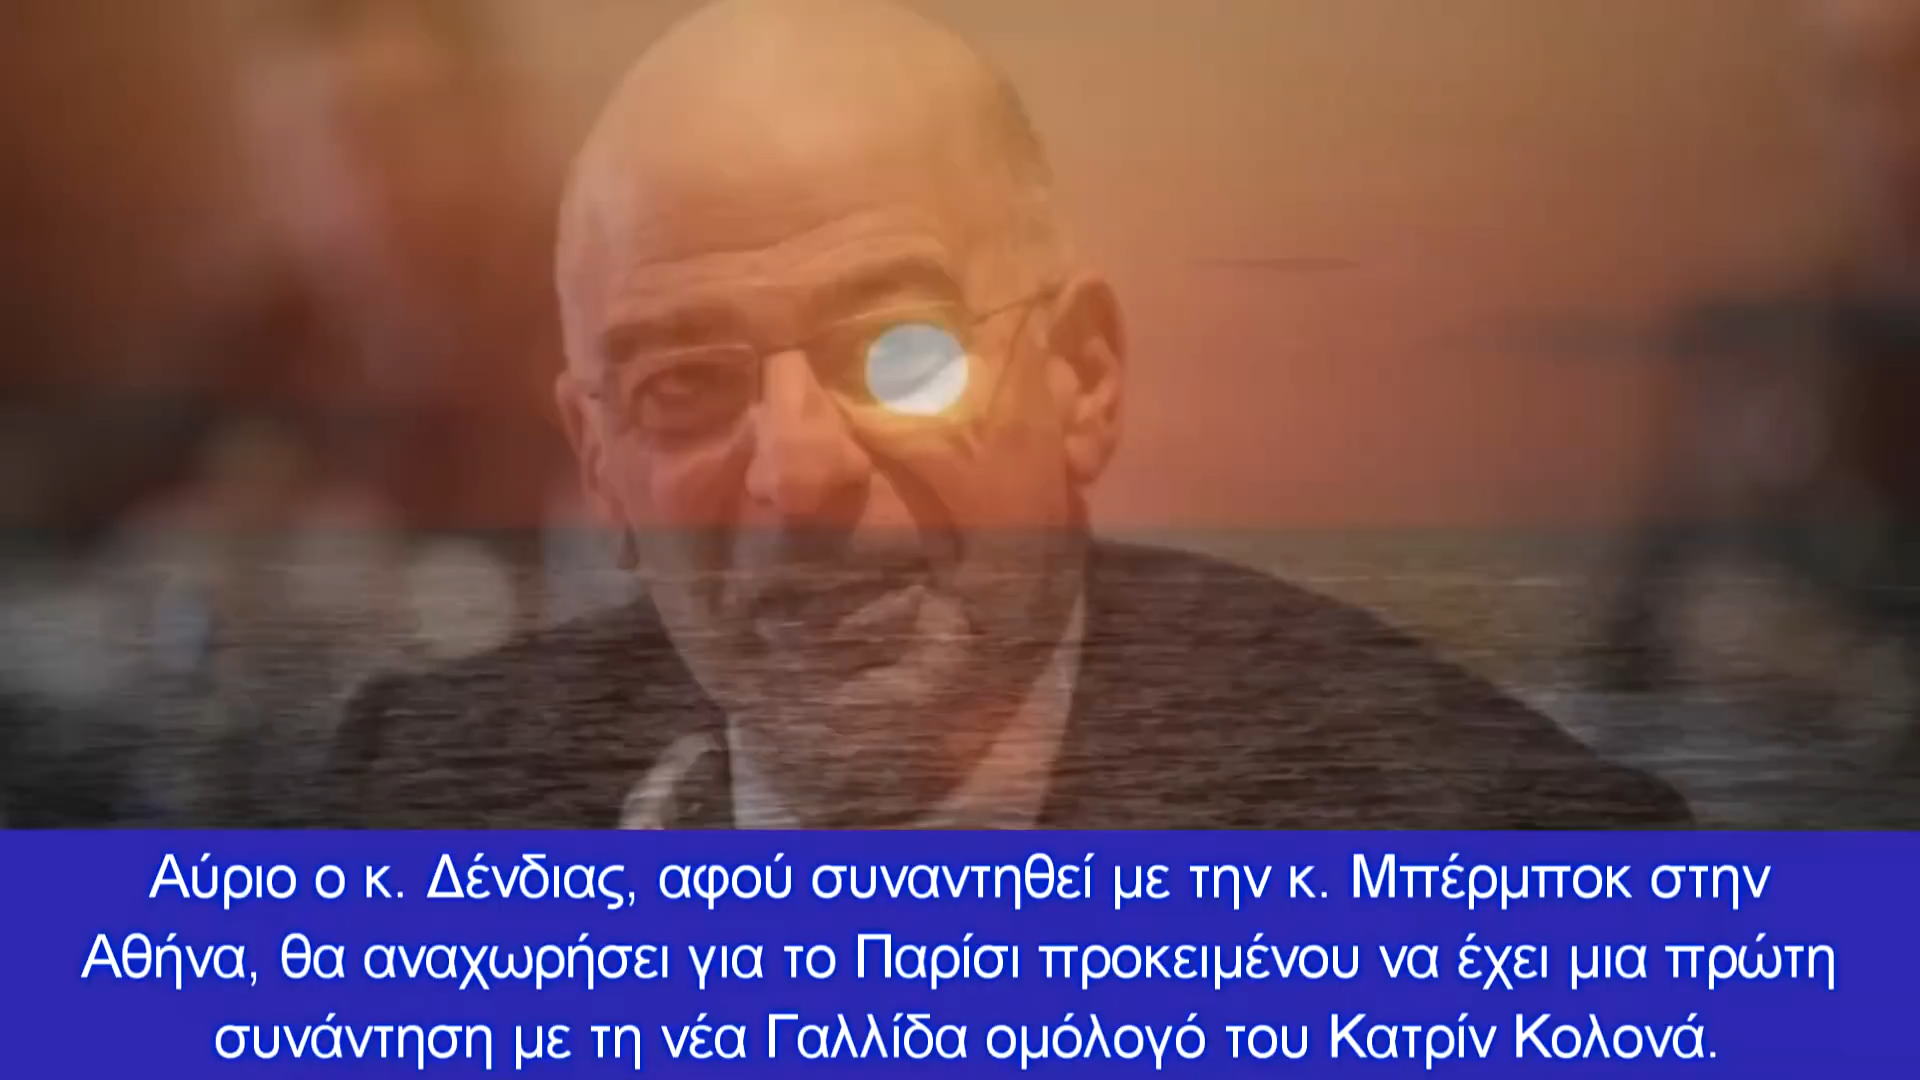 Αύριο ο κ. Δένδιας, αφού συναντηθεί με την κ. Μπέρμποκ στην
Αθήνα, θα αναχωρήσει για το Παρίσι προκειμένου να έχει μια πρώτη
συνάντηση με τη νέα Γαλλίδα ομόλογό του Κατρίν Κολονά.